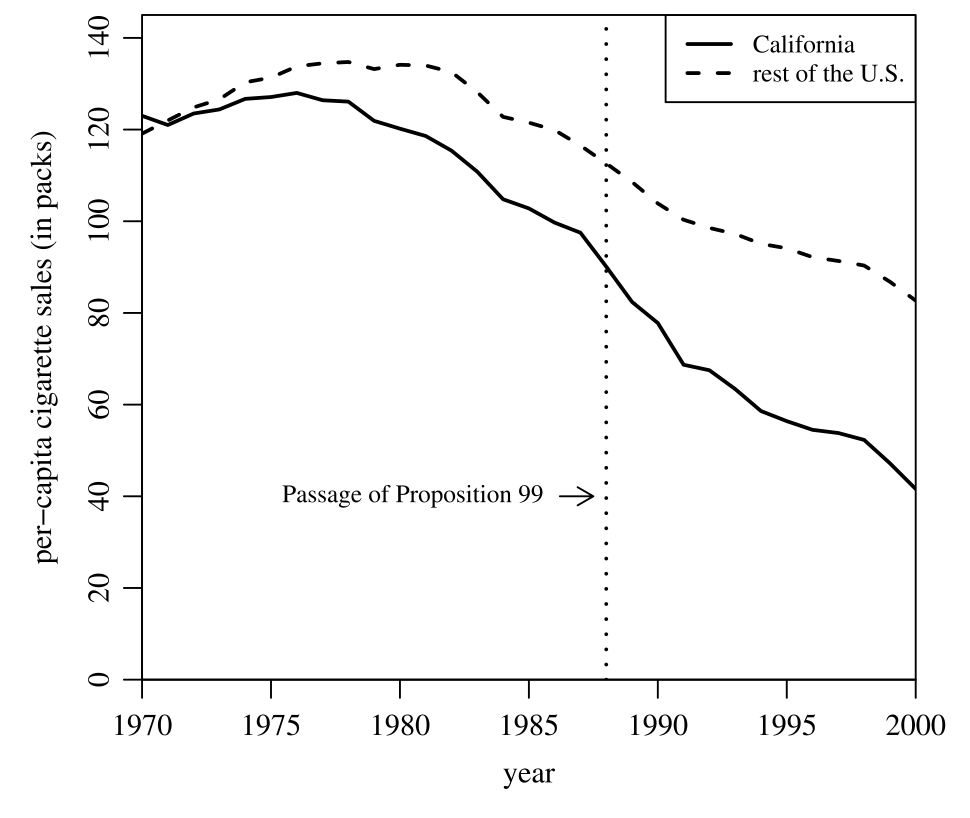 per−capita cigarette sales (in packs)
140
120
100
80
60
40
20
0
California
rest of the U.S.
Passage of Proposition 99
1970 1975 1980 1985 1990 1995 2000
year